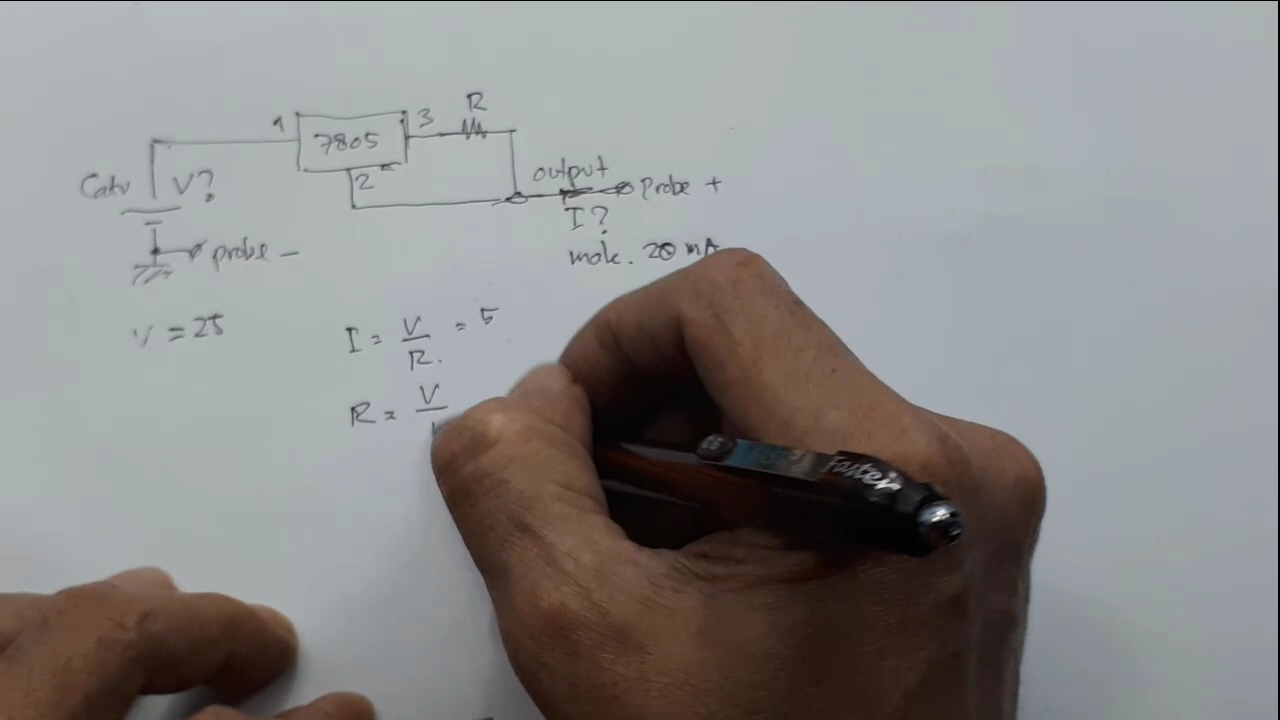 R
1 7805 3
2
Catu V?
output
probe +
I?
mak. 20 mA
probe -
V = 25
I = V/R. = 5
R = V/
Faster